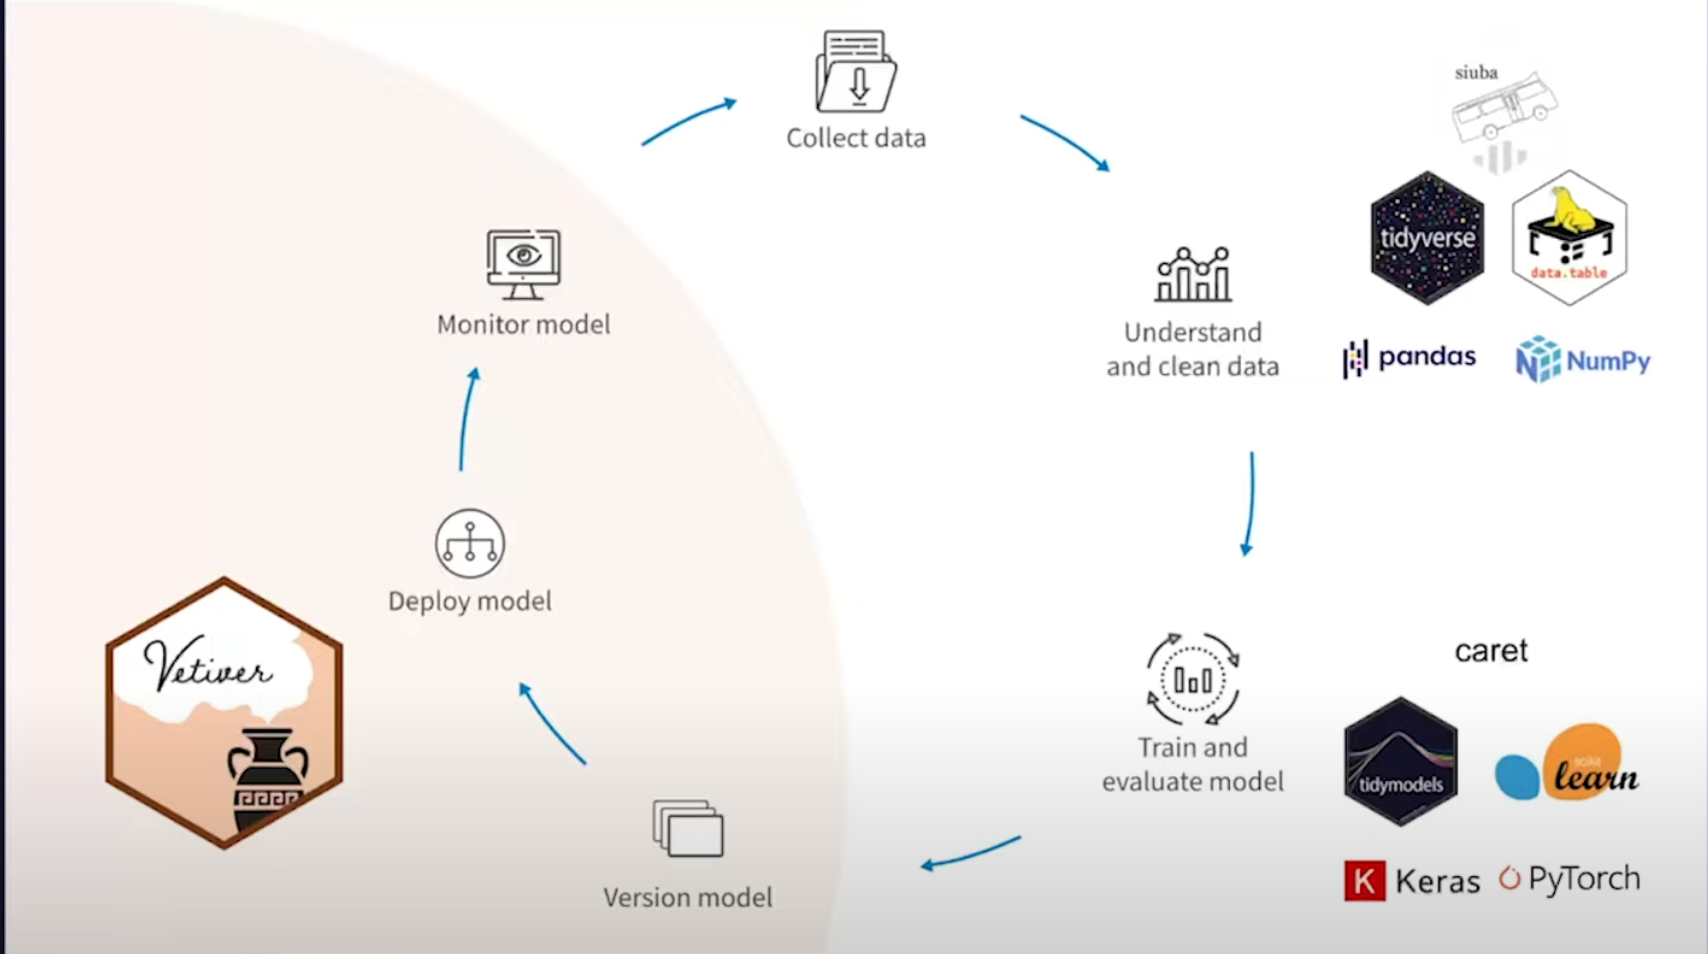 Collect data
siuba
tidyverse
data.table
Understand
and clean data
pandas
NumPy
Monitor model
Deploy model
Vetiver
caret
Train and
evaluate model
tidymodels
scikit
learn
K Keras
PyTorch
Version model